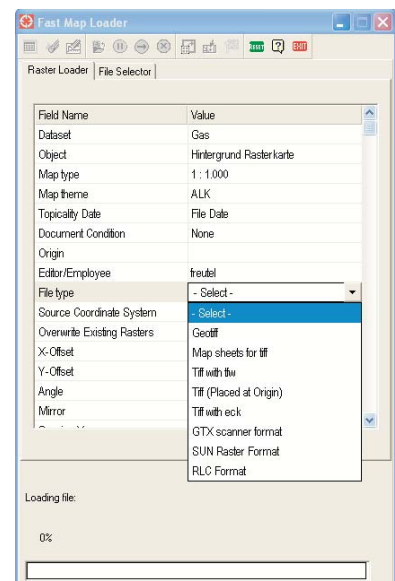 Fast Map Loader
RESET EXIT
Raster Loader File Selector
Field Name Value
Dataset Gas
Object Hintergrund Rasterkarte
Map type 1 : 1.000
Map theme ALK
Topicality Date File Date
Document Condition None
Origin
Editor/Employee freutel
File type - Select -
Source Coordinate System - Select -
Overwrite Existing Rasters Geotiff
X-Offset Map sheets for tiff
Y-Offset Tiff with tfw
Angle Tiff (Placed at Origin)
Mirror Tiff with eck
GTX scanner format
SUN Raster Format
RLC Format
Loading file:
0%